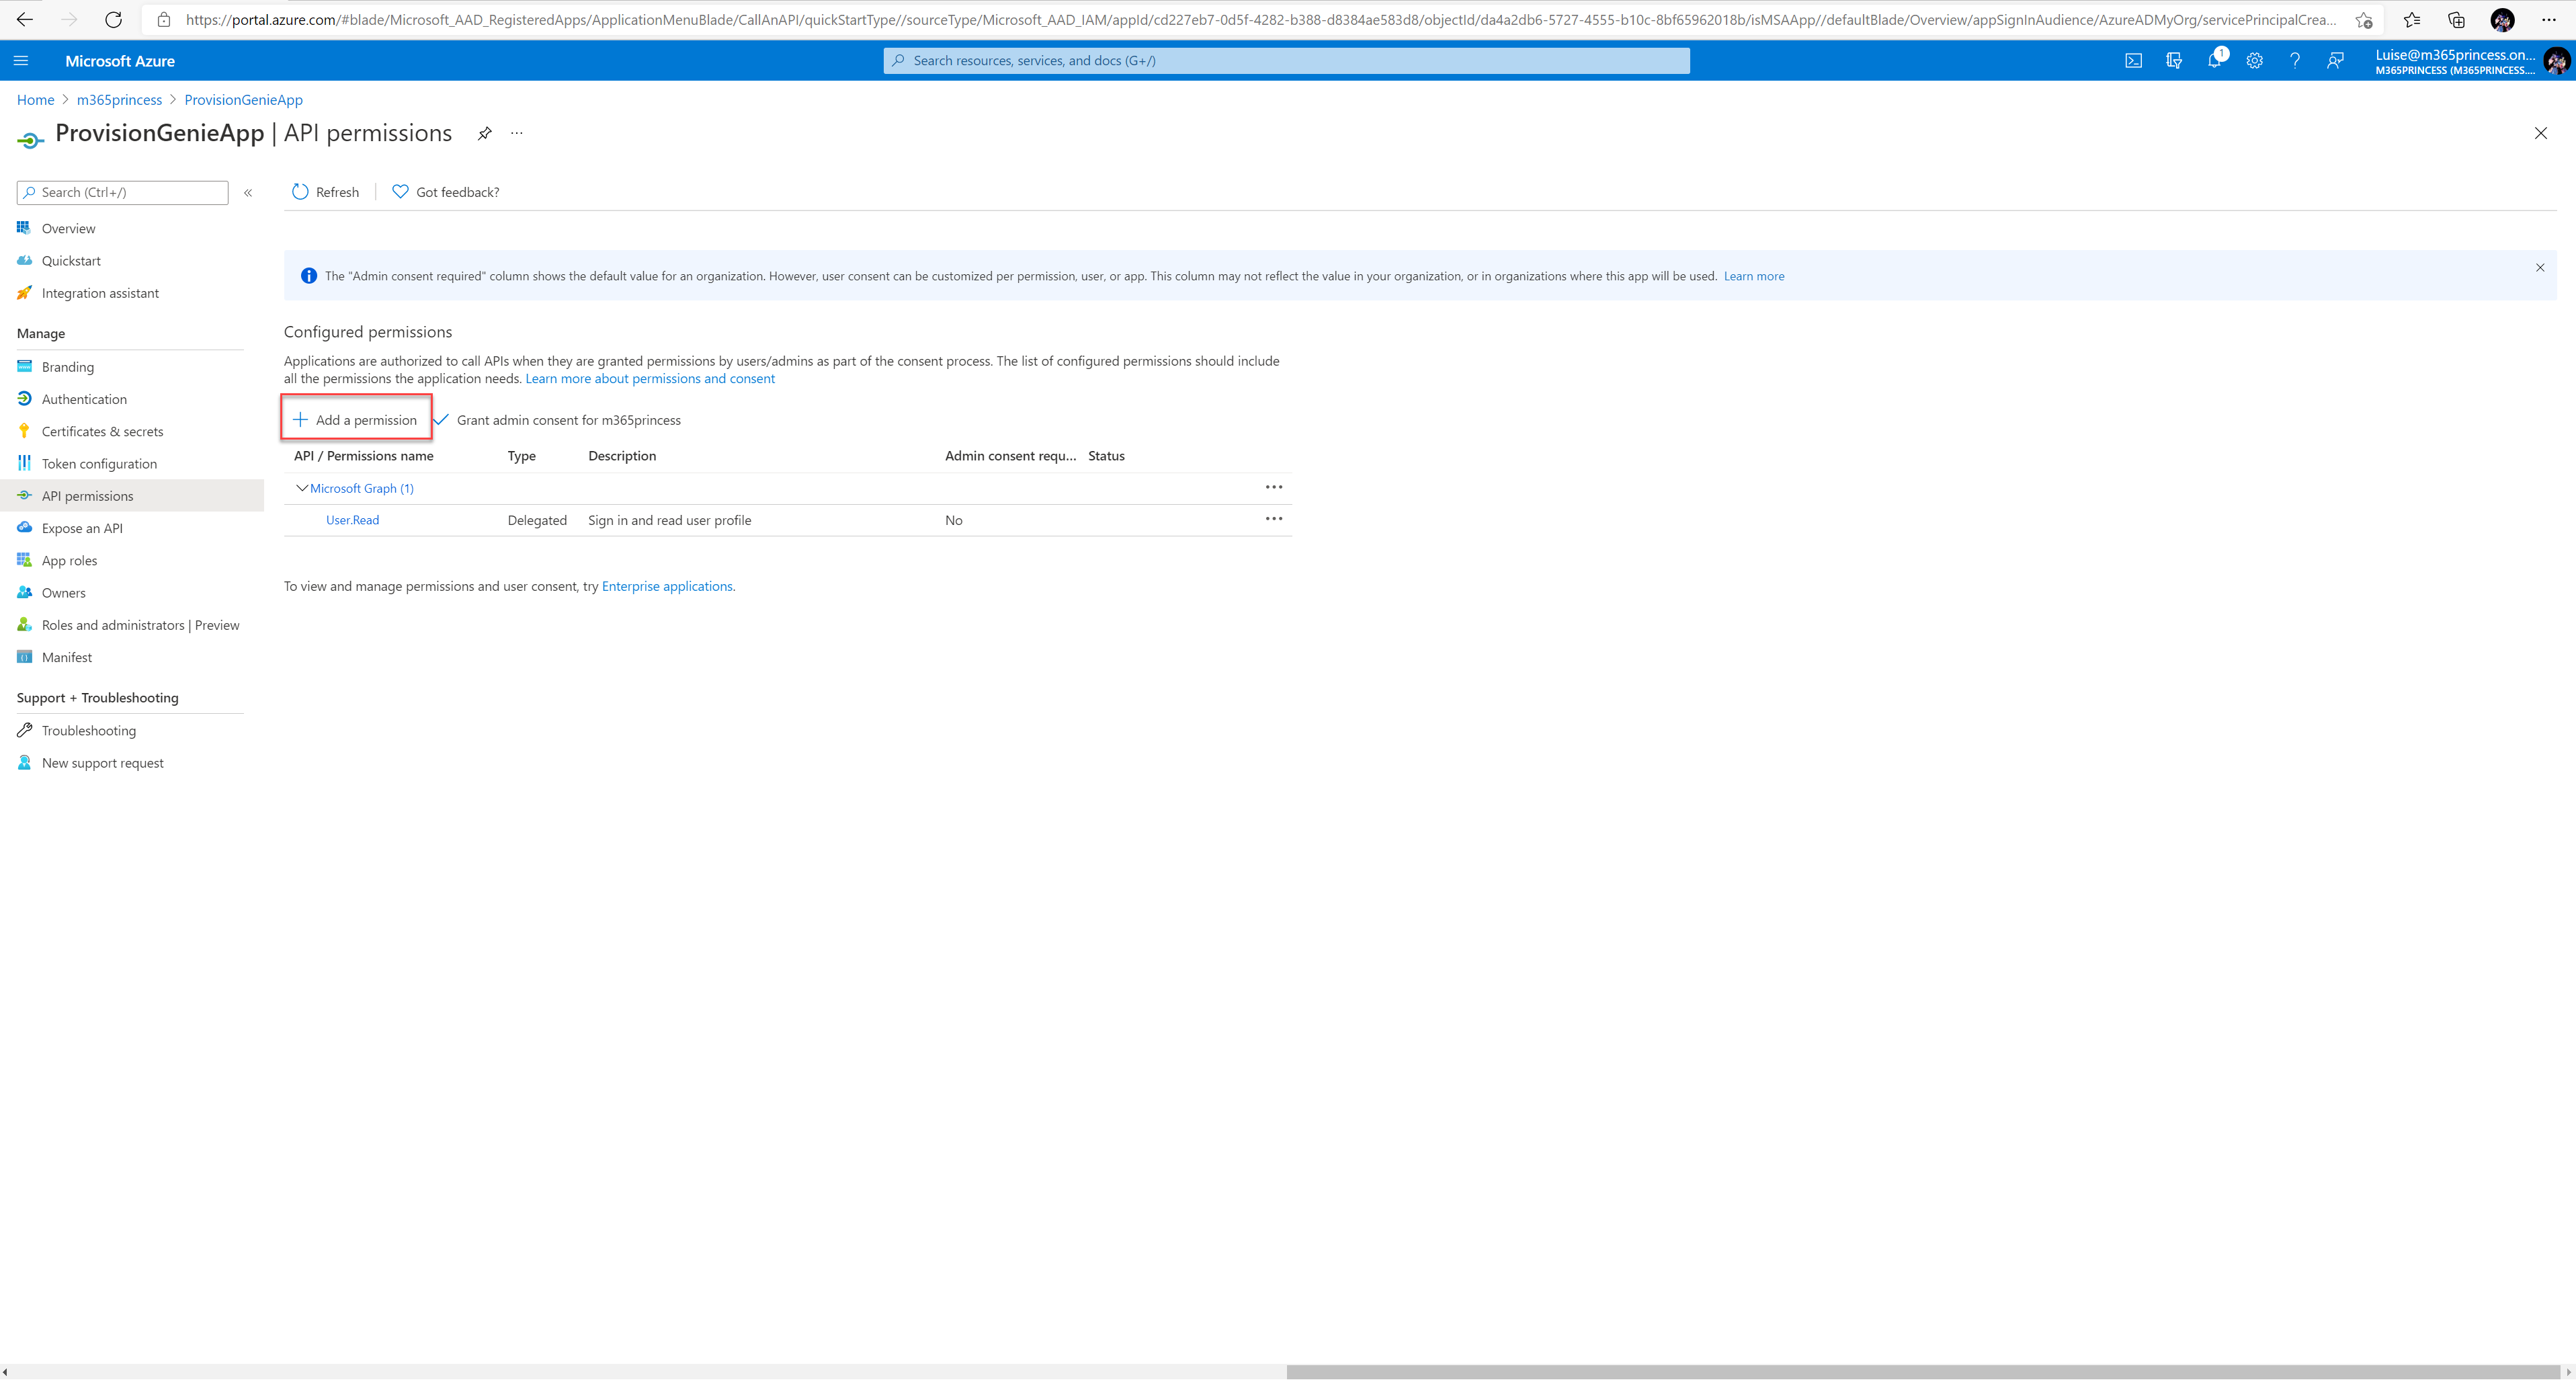 https://portal.azure.com/#blade/Microsoft_AAD_RegisteredApps/ApplicationMenuBlade/CallAnAPI/quickStartType//sourceType/Microsoft_AAD_IAM/appId/cd227eb7-0d5f-4282-b388-d8384ae583d8/objectId/da4a2db6-5727-4555-b10c-8bf65962018b/isMSAApp//defaultBlade/Overview/appSignInAudience/AzureADMyOrg/servicePrincipalCrea...
Microsoft Azure
Search resources, services, and docs (G+/)
1
Luise@m365princess.on...
M365PRINCESS (M365PRINCESS....
Home > m365princess > ProvisionGenieApp
ProvisionGenieApp | API permissions
Search (Ctrl+/)
Overview
Quickstart
Integration assistant
Manage
Branding
Authentication
Certificates & secrets
Token configuration
API permissions
Expose an API
App roles
Owners
Roles and administrators | Preview
Manifest
Support + Troubleshooting
Troubleshooting
New support request
Refresh
Got feedback?
The "Admin consent required" column shows the default value for an organization. However, user consent can be customized per permission, user, or app. This column may not reflect the value in your organization, or in organizations where this app will be used. Learn more
Configured permissions
Applications are authorized to call APIs when they are granted permissions by users/admins as part of the consent process. The list of configured permissions should include
all the permissions the application needs. Learn more about permissions and consent
Add a permission
Grant admin consent for m365princess
API / Permissions name Type Description Admin consent requ... Status
Microsoft Graph (1)
User.Read Delegated Sign in and read user profile No
To view and manage permissions and user consent, try Enterprise applications.